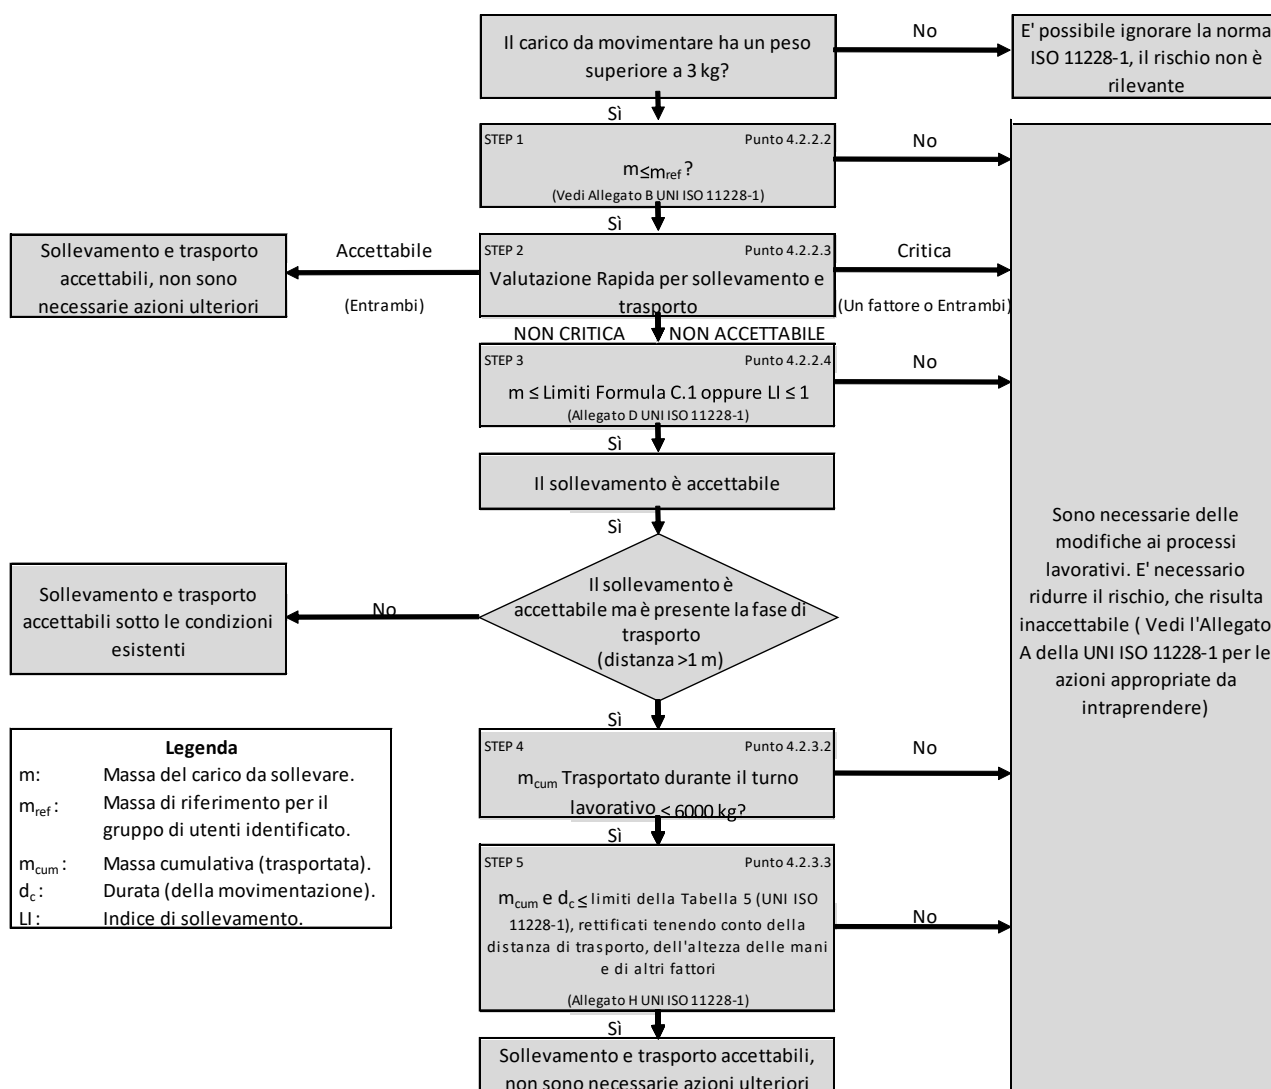 Il carico da movimentare ha un peso
superiore a 3 kg?
No
E' possibile ignorare la norma
ISO 11228-1, il rischio non è
rilevante
Sì
STEP 1 Punto 4.2.2.2
m≤mref ?
(Vedi Allegato B UNI ISO 11228-1)
No
Sì
Sollevamento e trasporto
accettabili, non sono
necessarie azioni ulteriori
Accettabile
(Entrambi)
STEP 2 Punto 4.2.2.3
Valutazione Rapida per sollevamento e
trasporto
Critica
(Un fattore o Entrambi)
NON CRITICA NON ACCETTABILE
STEP 3 Punto 4.2.2.4
m ≤ Limiti Formula C.1 oppure LI ≤ 1
(Allegato D UNI ISO 11228-1)
No
Sì
Il sollevamento è accettabile
Sì
Il sollevamento è
accettabile ma è presente la fase di
trasporto
(distanza >1 m)
No
Sollevamento e trasporto
accettabili sotto le condizioni
esistenti
Sono necessarie delle
modifiche ai processi
lavorativi. E' necessario
ridurre il rischio, che risulta
inaccettabile ( Vedi l'Allegato
A della UNI ISO 11228-1 per le
azioni appropriate da
intraprendere)
Sì
STEP 4 Punto 4.2.3.2
mcum Trasportato durante il turno
lavorativo < 6000 kg?
No
Sì
STEP 5 Punto 4.2.3.3
mcum e dc ≤ limiti della Tabella 5 (UNI ISO
11228-1), rettificati tenendo conto della
distanza di trasporto, dell'altezza delle mani
e di altri fattori
(Allegato H UNI ISO 11228-1)
No
Sì
Sollevamento e trasporto accettabili,
non sono necessarie azioni ulteriori
Legenda
m: Massa del carico da sollevare.
mref : Massa di riferimento per il
gruppo di utenti identificato.
mcum : Massa cumulativa (trasportata).
dc : Durata (della movimentazione).
LI : Indice di sollevamento.